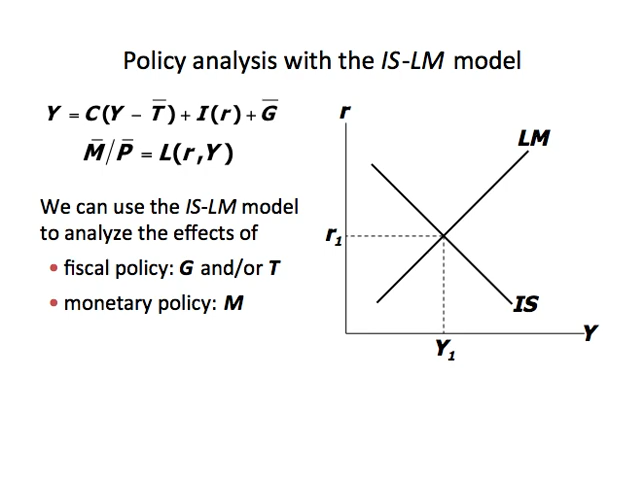 Policy analysis with the IS-LM model
Y = C(Y − T̅) + I(r) + G̅
M̅/P̅ = L(r,Y)
We can use the IS-LM model
to analyze the effects of
• fiscal policy: G and/or T
• monetary policy: M
r
LM
r₁
IS
Y
Y₁